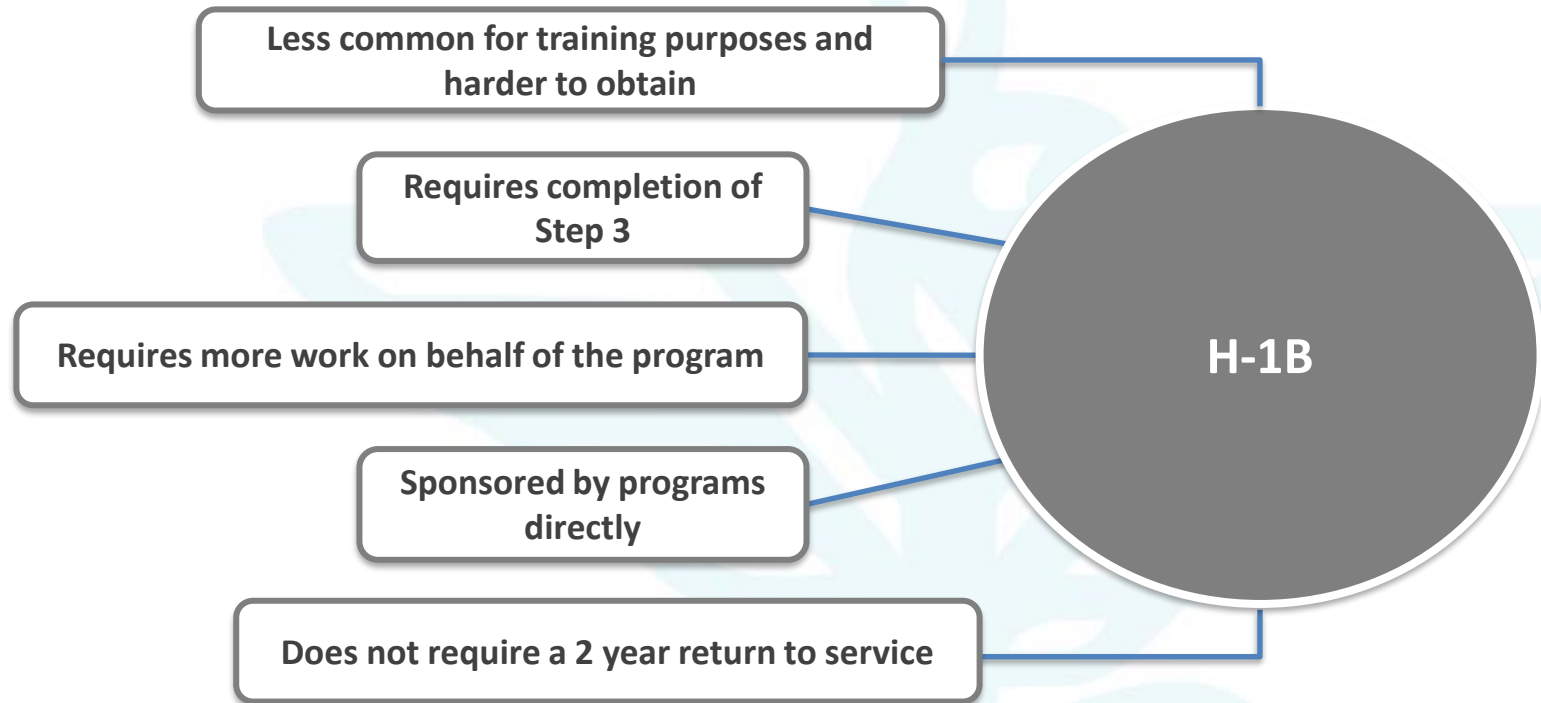 Less common for training purposes and
harder to obtain
Requires completion of
Step 3
Requires more work on behalf of the program
H-1B
Sponsored by programs
directly
Does not require a 2 year return to service